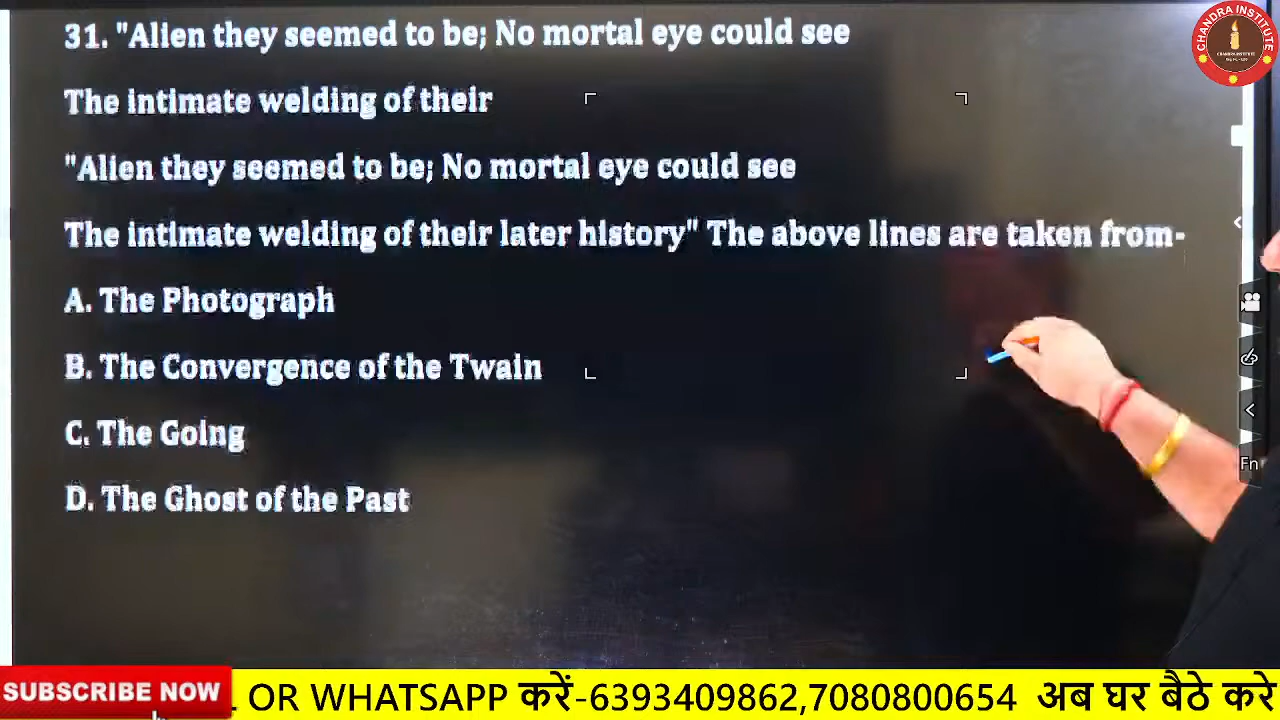 31. "Alien they seemed to be; No mortal eye could see
The intimate welding of their
"Alien they seemed to be; No mortal eye could see
The intimate welding of their later history" The above lines are taken from-
A. The Photograph
B. The Convergence of the Twain
C. The Going
D. The Ghost of the Past
CHANDRA INSTITUTE
Fn
SUBSCRIBE NOW
OR WHATSAPP करें-6393409862,7080800654 अब घर बैठे करे